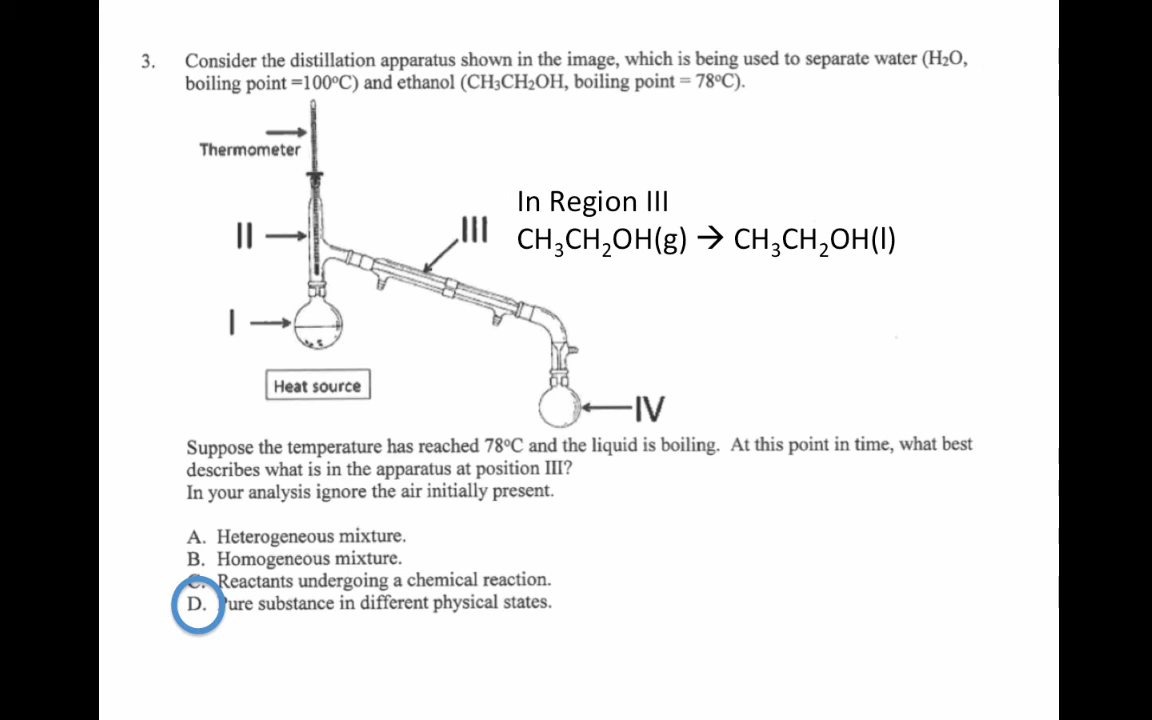 3. Consider the distillation apparatus shown in the image, which is being used to separate water (H2O,
boiling point =100ºC) and ethanol (CH3CH2OH, boiling point = 78ºC).
Thermometer
II
III
In Region III
CH₃CH₂OH(g) → CH₃CH₂OH(l)
I
Heat source
IV
Suppose the temperature has reached 78ºC and the liquid is boiling. At this point in time, what best
describes what is in the apparatus at position III?
In your analysis ignore the air initially present.
A. Heterogeneous mixture.
B. Homogeneous mixture.
C. Reactants undergoing a chemical reaction.
D. Pure substance in different physical states.